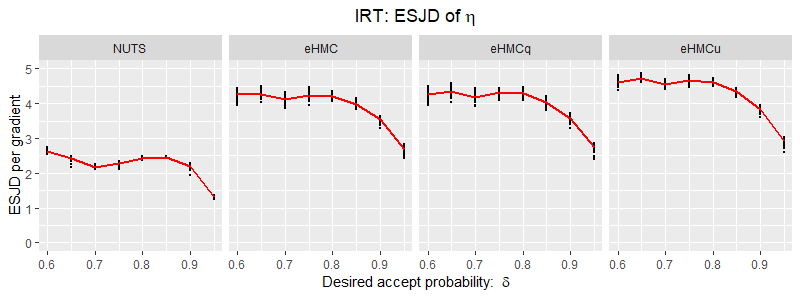 IRT: ESJD of η
NUTS eHMC eHMCq eHMCu
ESJD per gradient
5
4
3
2
1
0
0.6 0.7 0.8 0.9 0.6 0.7 0.8 0.9 0.6 0.7 0.8 0.9 0.6 0.7 0.8 0.9
Desired accept probability: δ